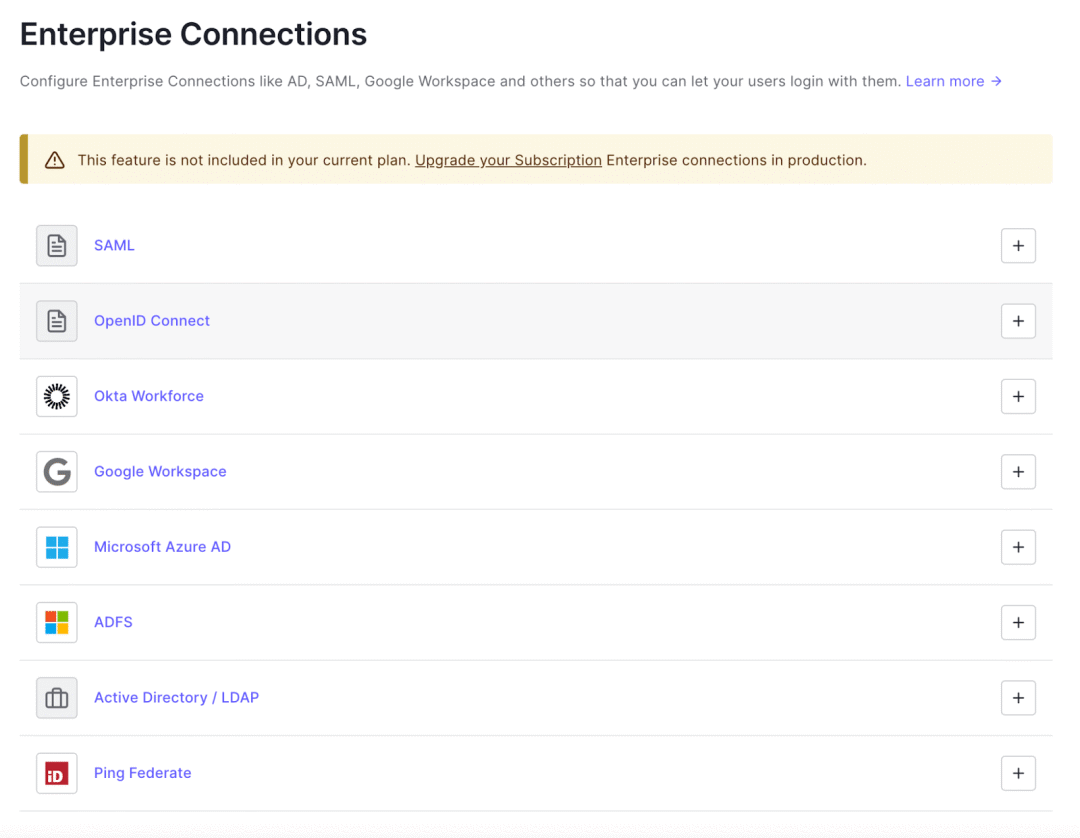 Enterprise Connections
Configure Enterprise Connections like AD, SAML, Google Workspace and others so that you can let your users login with them. Learn more →
This feature is not included in your current plan. Upgrade your Subscription Enterprise connections in production.
SAML
OpenID Connect
Okta Workforce
Google Workspace
Microsoft Azure AD
ADFS
Active Directory / LDAP
iD
Ping Federate